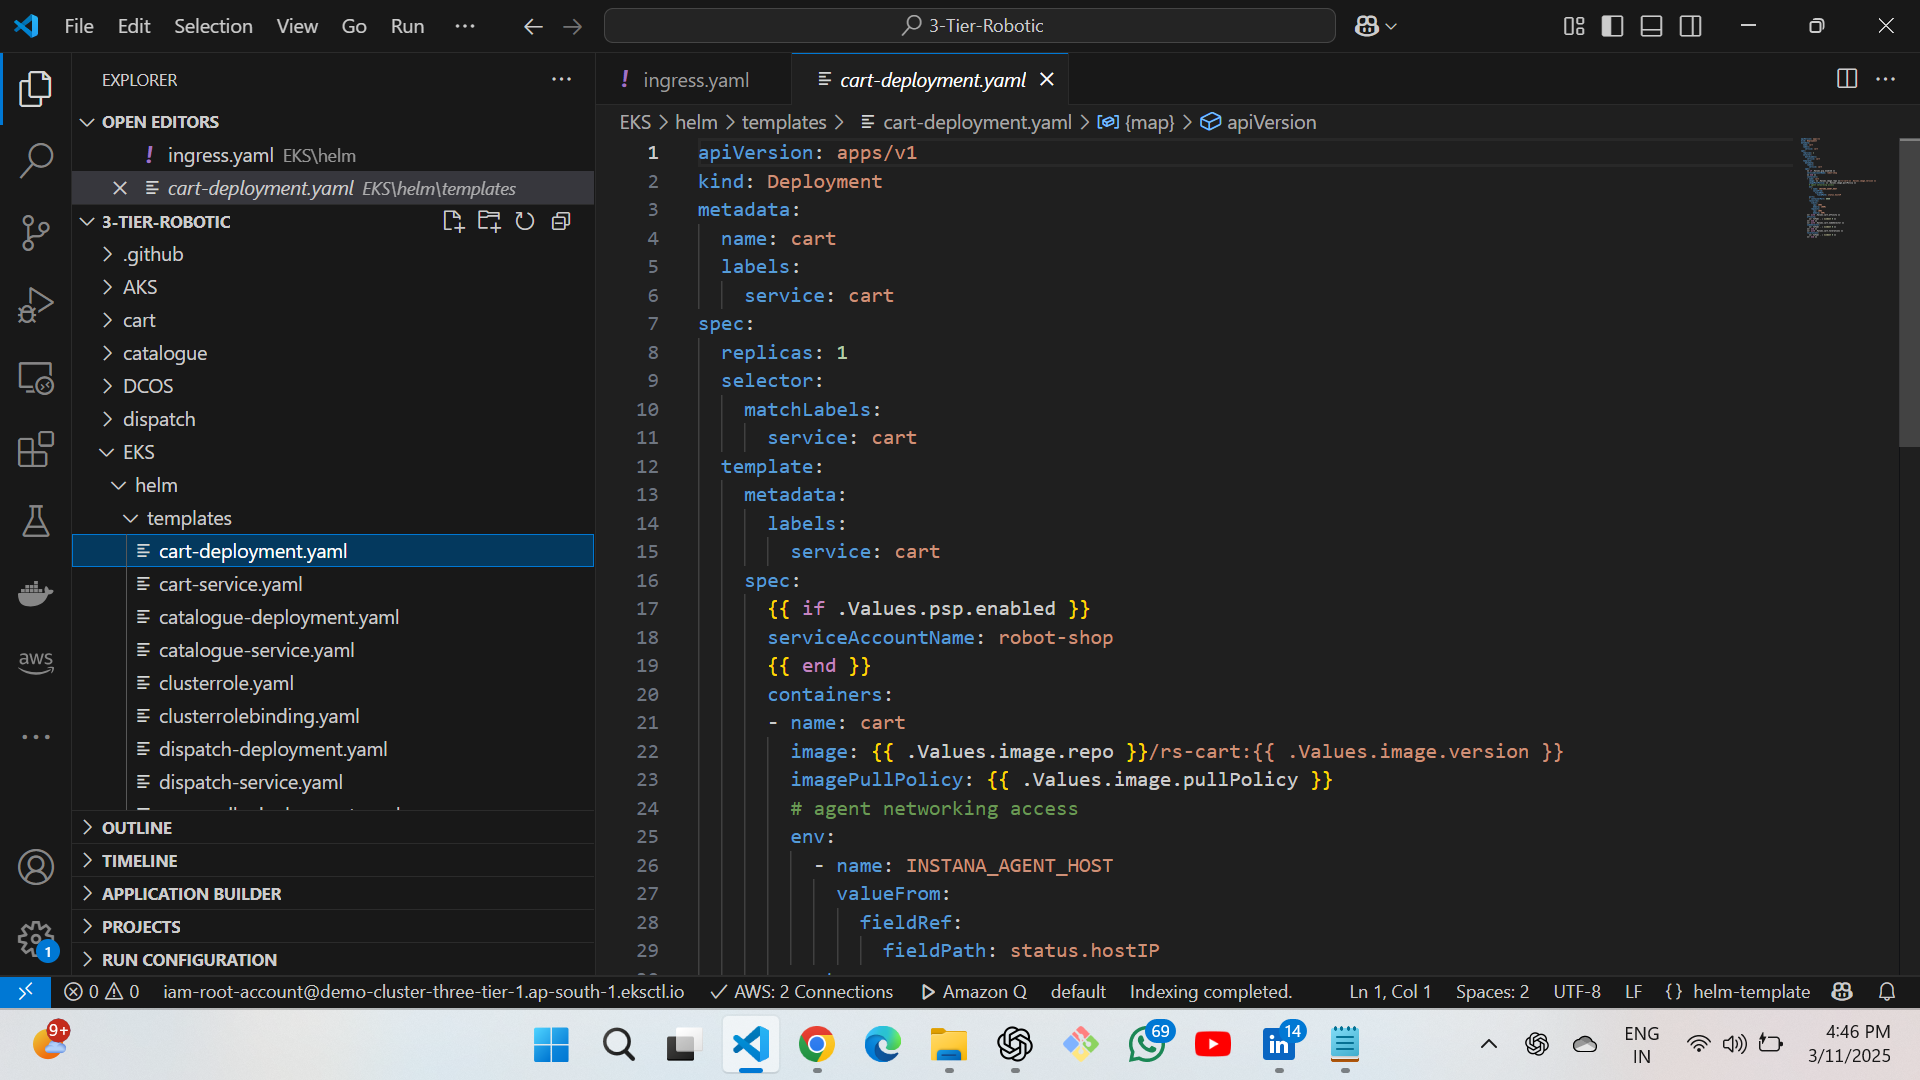 File Edit Selection View Go Run ...
3-Tier-Robotic
EXPLORER
OPEN EDITORS
! ingress.yaml EKS\helm
cart-deployment.yaml EKS\helm\templates
3-TIER-ROBOTIC
.github
AKS
cart
catalogue
DCOS
dispatch
EKS
helm
templates
cart-deployment.yaml
cart-service.yaml
catalogue-deployment.yaml
catalogue-service.yaml
clusterrole.yaml
clusterrolebinding.yaml
dispatch-deployment.yaml
dispatch-service.yaml
OUTLINE
TIMELINE
APPLICATION BUILDER
PROJECTS
RUN CONFIGURATION
aws
1
! ingress.yaml
cart-deployment.yaml
EKS > helm > templates > cart-deployment.yaml > {map} > apiVersion
1 apiVersion: apps/v1
2 kind: Deployment
3 metadata:
4 name: cart
5 labels:
6 service: cart
7 spec:
8 replicas: 1
9 selector:
10 matchLabels:
11 service: cart
12 template:
13 metadata:
14 labels:
15 service: cart
16 spec:
17 {{ if .Values.psp.enabled }}
18 serviceAccountName: robot-shop
19 {{ end }}
20 containers:
21 - name: cart
22 image: {{ .Values.image.repo }}/rs-cart:{{ .Values.image.version }}
23 imagePullPolicy: {{ .Values.image.pullPolicy }}
24 # agent networking access
25 env:
26 - name: INSTANA_AGENT_HOST
27 valueFrom:
28 fieldRef:
29 fieldPath: status.hostIP
0 0 iam-root-account@demo-cluster-three-tier-1.ap-south-1.eksctl.io AWS: 2 Connections Amazon Q default Indexing completed. Ln 1, Col 1 Spaces: 2 UTF-8 LF {} helm-template
9+
69
in
14
ENG
IN
4:46 PM
3/11/2025